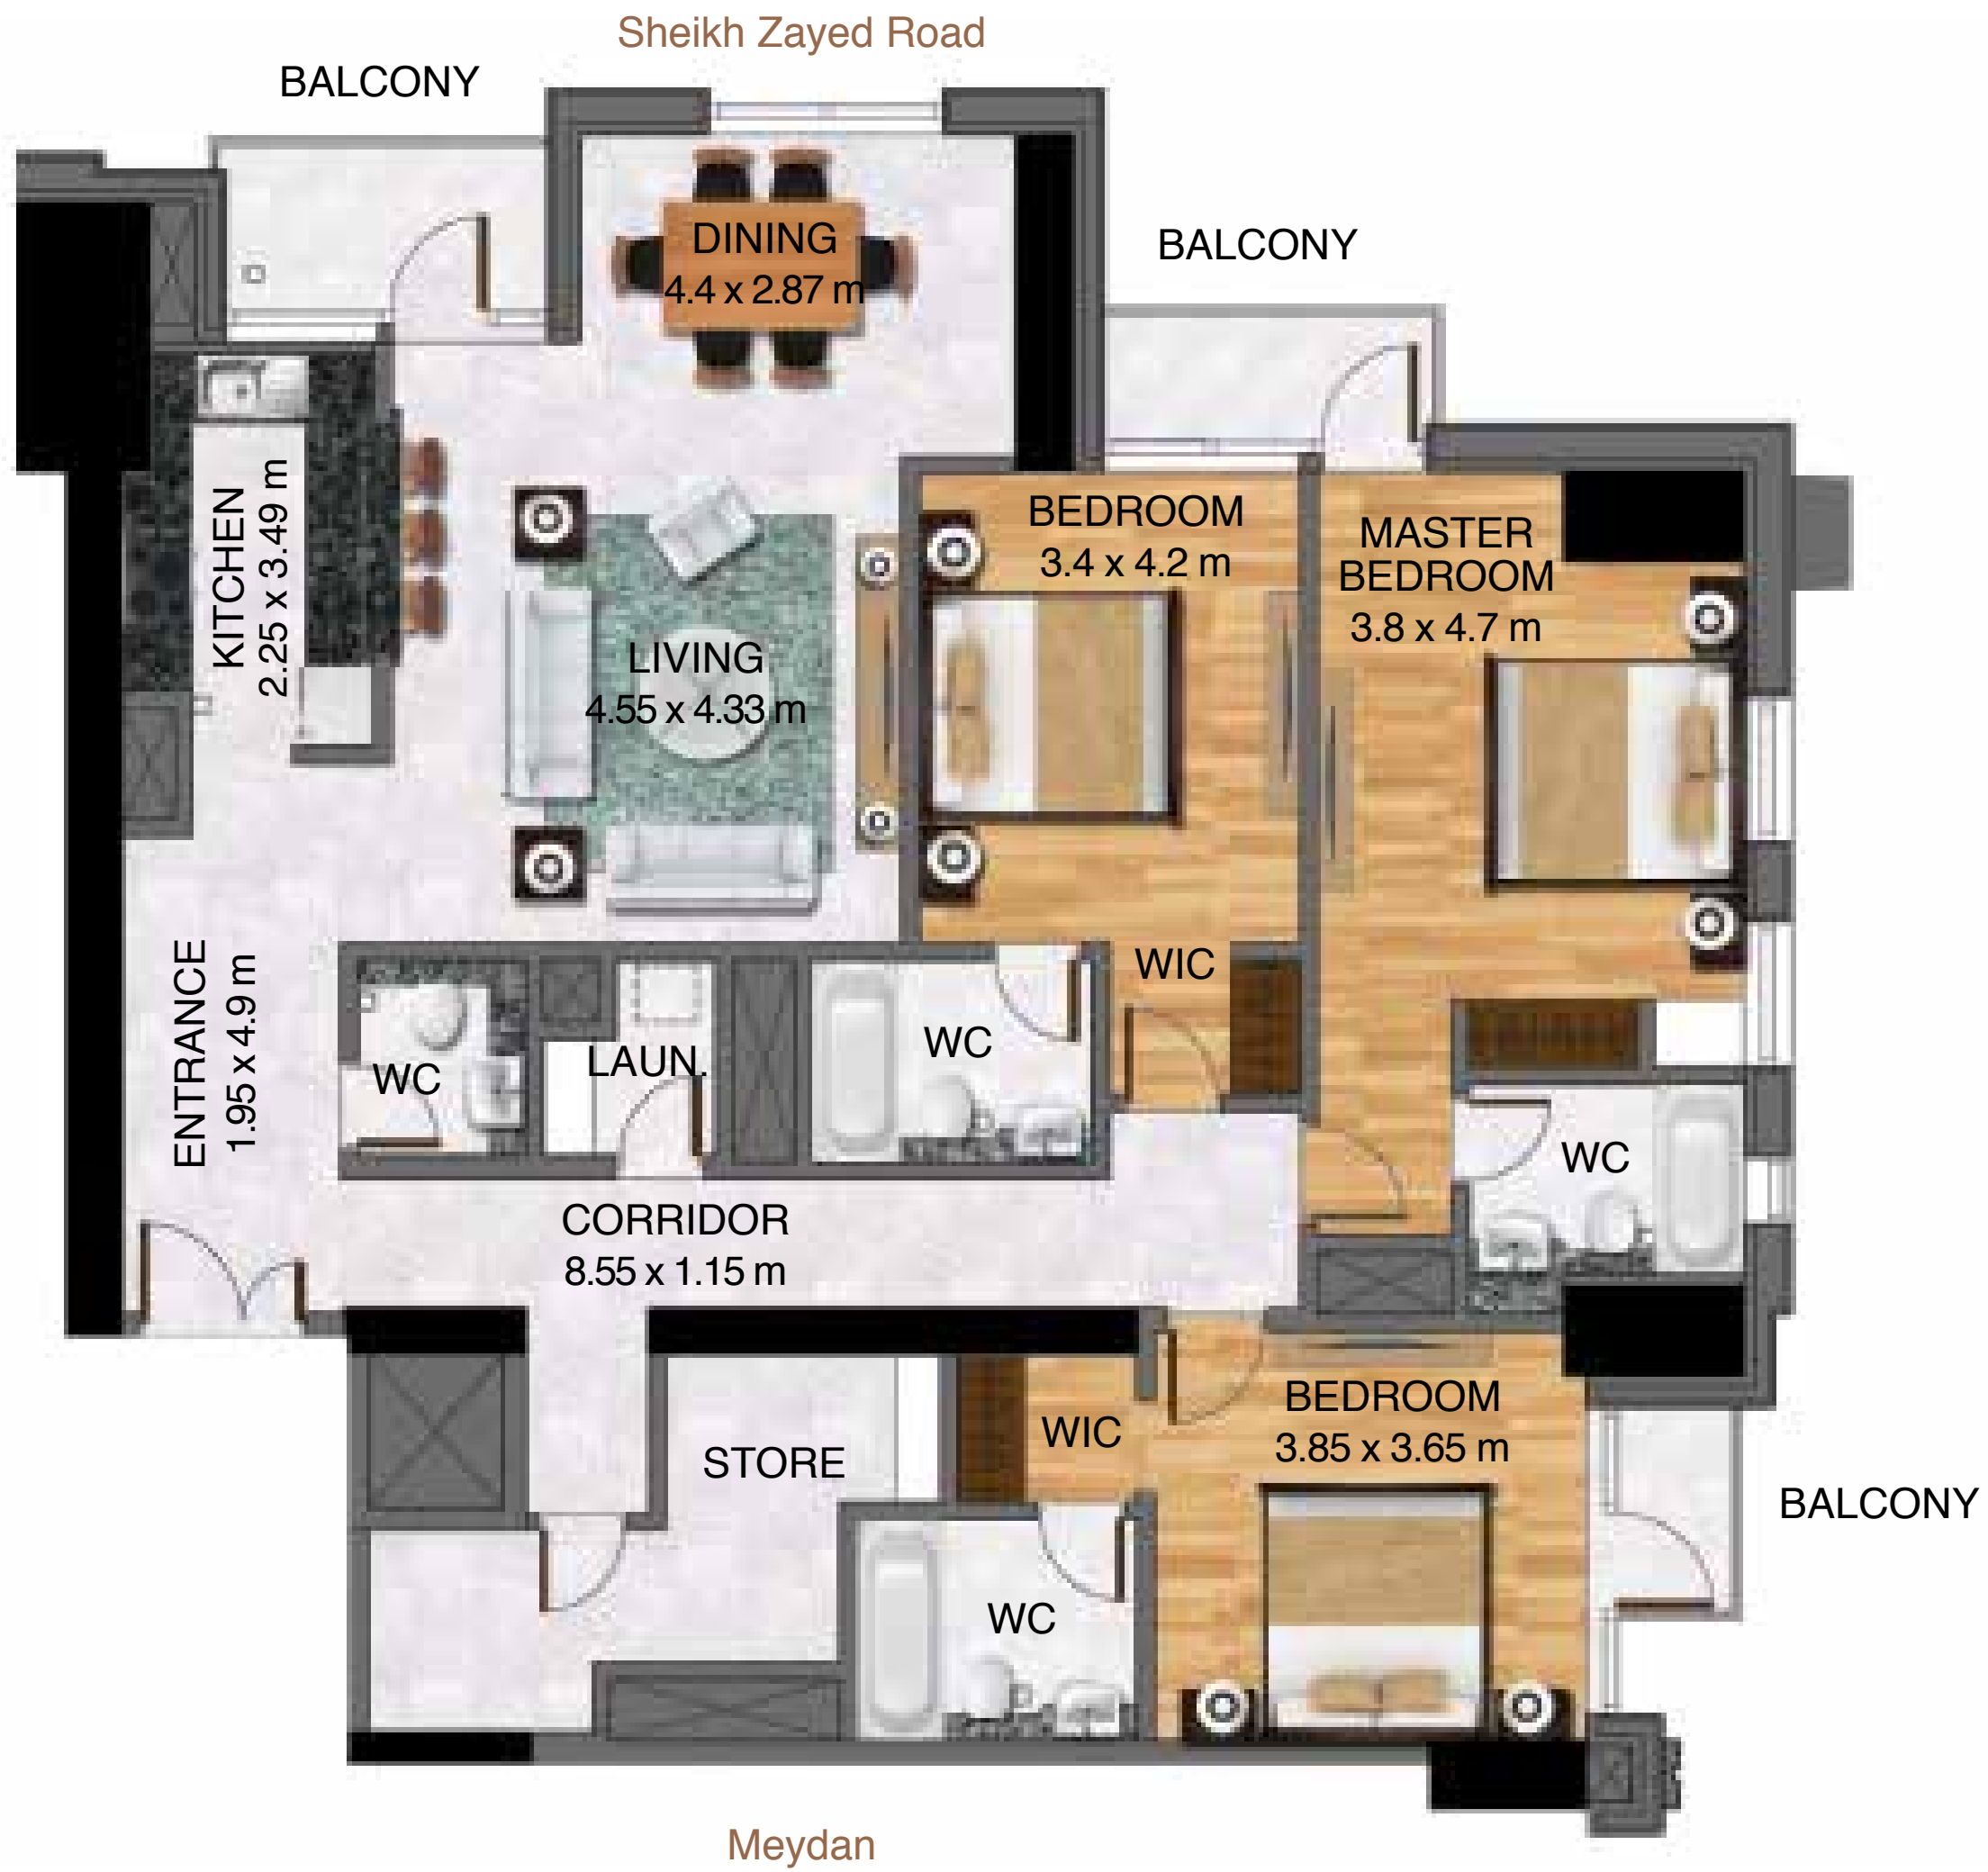 Sheikh Zayed Road
BALCONY
DINING
4.4 x 2.87 m
BALCONY
KITCHEN
2.25 x 3.49 m
BEDROOM
3.4 x 4.2 m
MASTER
BEDROOM
3.8 x 4.7 m
LIVING
4.55 x 4.33 m
ENTRANCE
1.95 x 4.9 m
WC
LAUN.
WC
WIC
WC
CORRIDOR
8.55 x 1.15 m
STORE
WIC
BEDROOM
3.85 x 3.65 m
BALCONY
WC
Meydan